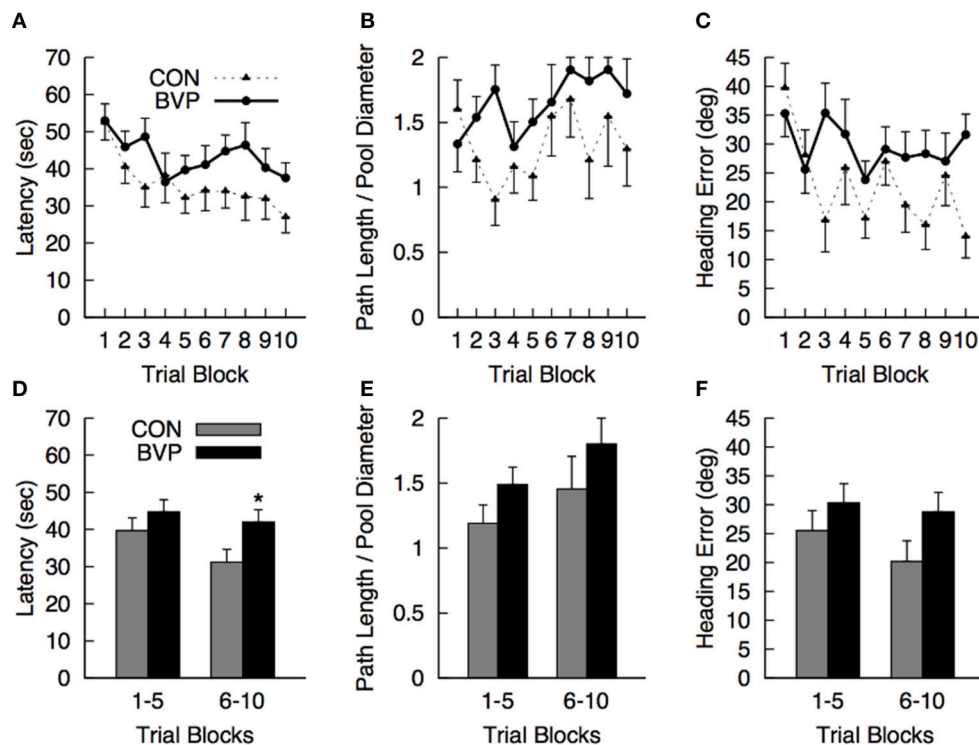 A
Latency (sec)
70
60
50
40
30
20
10
0
CON
BVP
1 2 3 4 5 6 7 8 9 10
Trial Block
B
Path Length / Pool Diameter
2
1.5
1
0.5
0
1 2 3 4 5 6 7 8 9 10
Trial Block
C
Heading Error (deg)
45
40
35
30
25
20
15
10
5
0
1 2 3 4 5 6 7 8 9 10
Trial Block
D
Latency (sec)
70
60
50
40
30
20
10
0
CON
BVP
*
1-5 6-10
Trial Blocks
E
Path Length / Pool Diameter
2
1.5
1
0.5
0
1-5 6-10
Trial Blocks
F
Heading Error (deg)
45
40
35
30
25
20
15
10
5
0
1-5 6-10
Trial Blocks